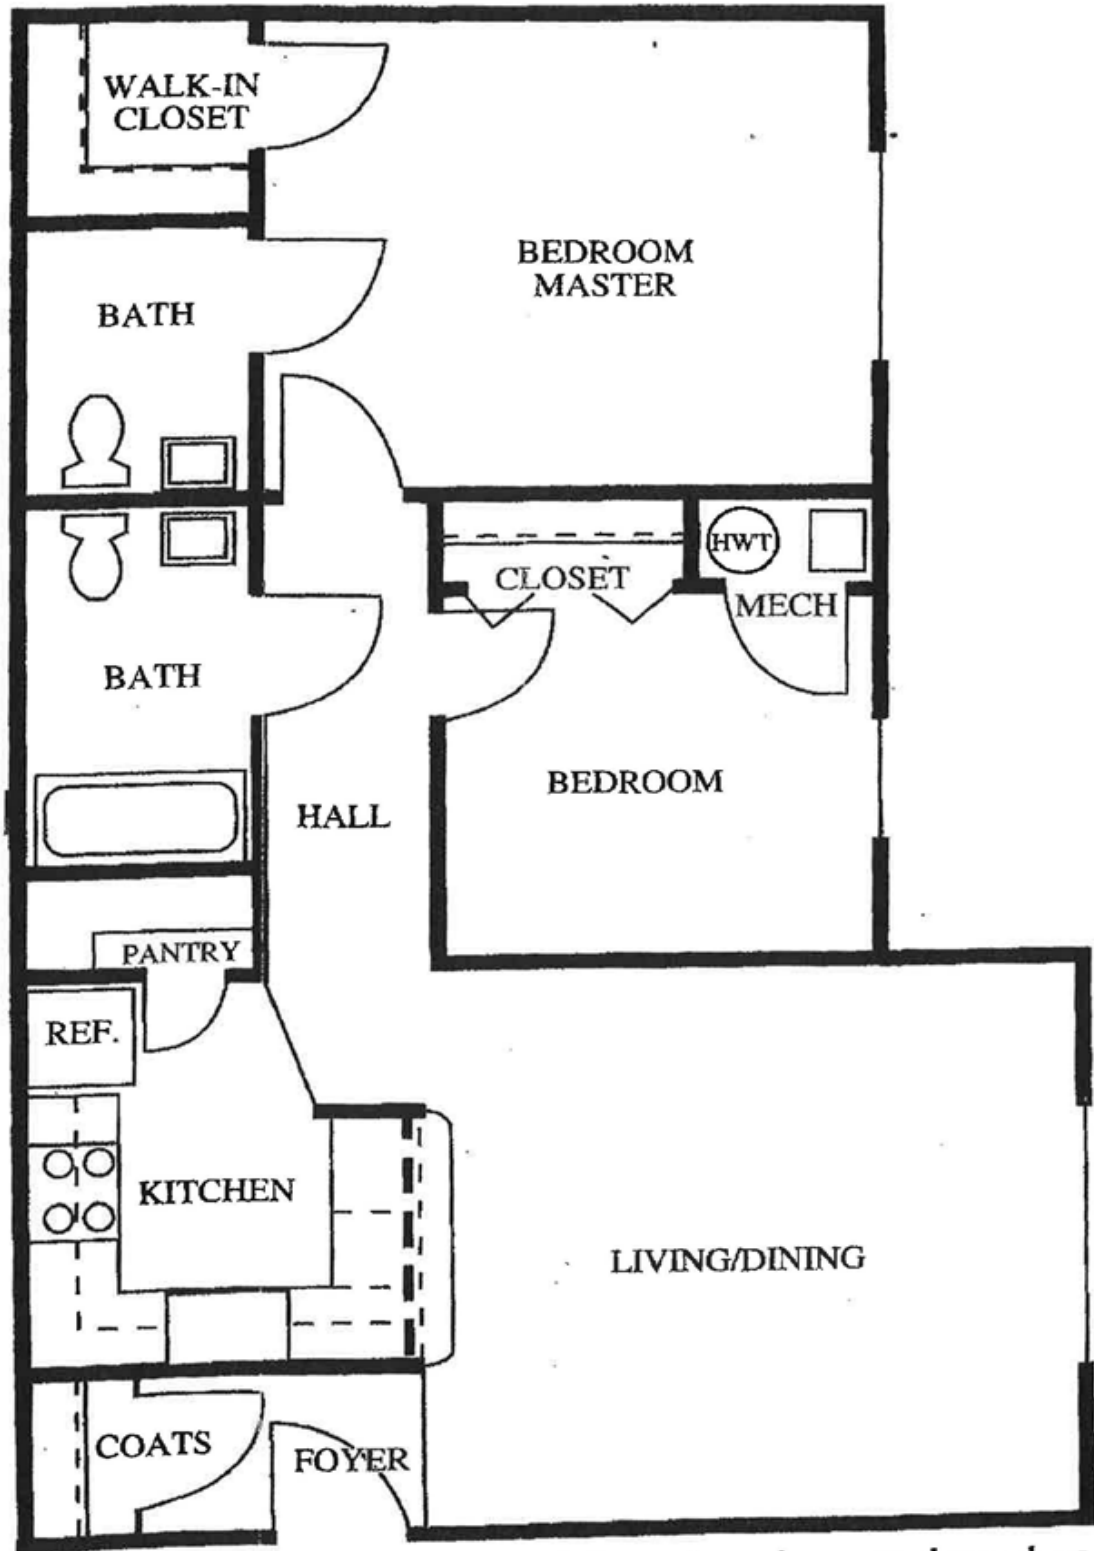 WALK-IN
CLOSET
BEDROOM
MASTER
BATH
HWT
CLOSET
MECH
BATH
BEDROOM
HALL
PANTRY
REF.
KITCHEN
LIVING/DINING
COATS
FOYER